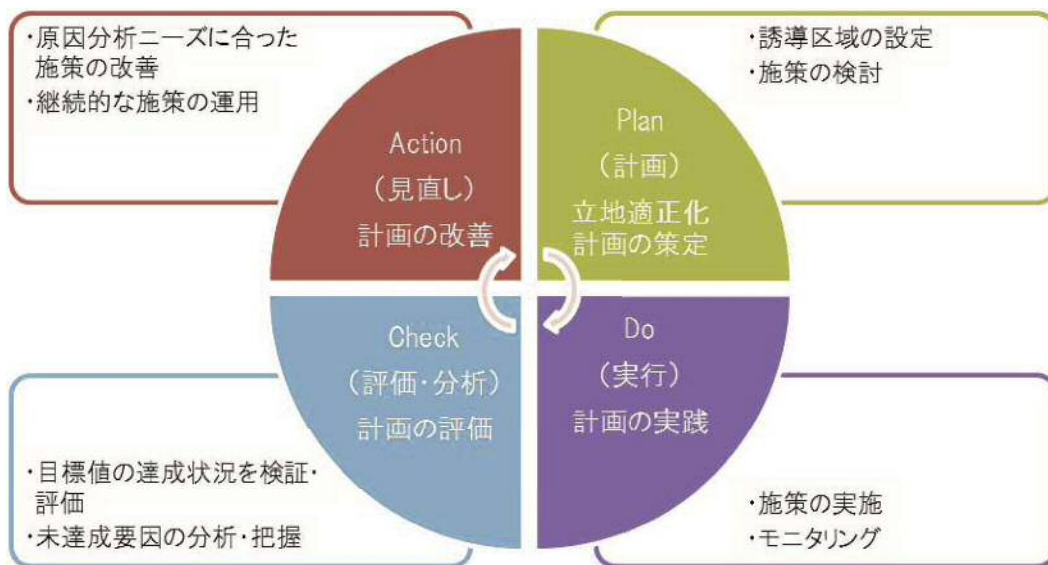 ・原因分析ニーズに合った
施策の改善
・継続的な施策の運用
Action
（見直し）
計画の改善
・誘導区域の設定
・施策の検討
Plan
（計画）
立地適正化
計画の策定
Check
（評価・分析）
計画の評価
・目標値の達成状況を検証・
評価
・未達成要因の分析・把握
Do
（実行）
計画の実践
・施策の実施
・モニタリング